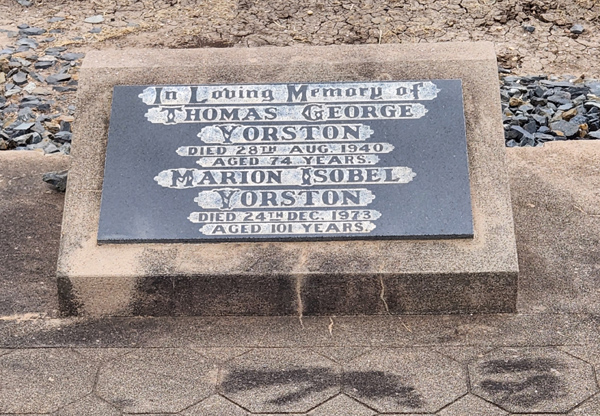 In Loving Memory of
THOMAS GEORGE
YORSTON
DIED 28TH AUG. 1940
AGED 74 YEARS.
MARION ISOBEL
YORSTON
DIED 24TH DEC. 1973
AGED 101 YEARS.